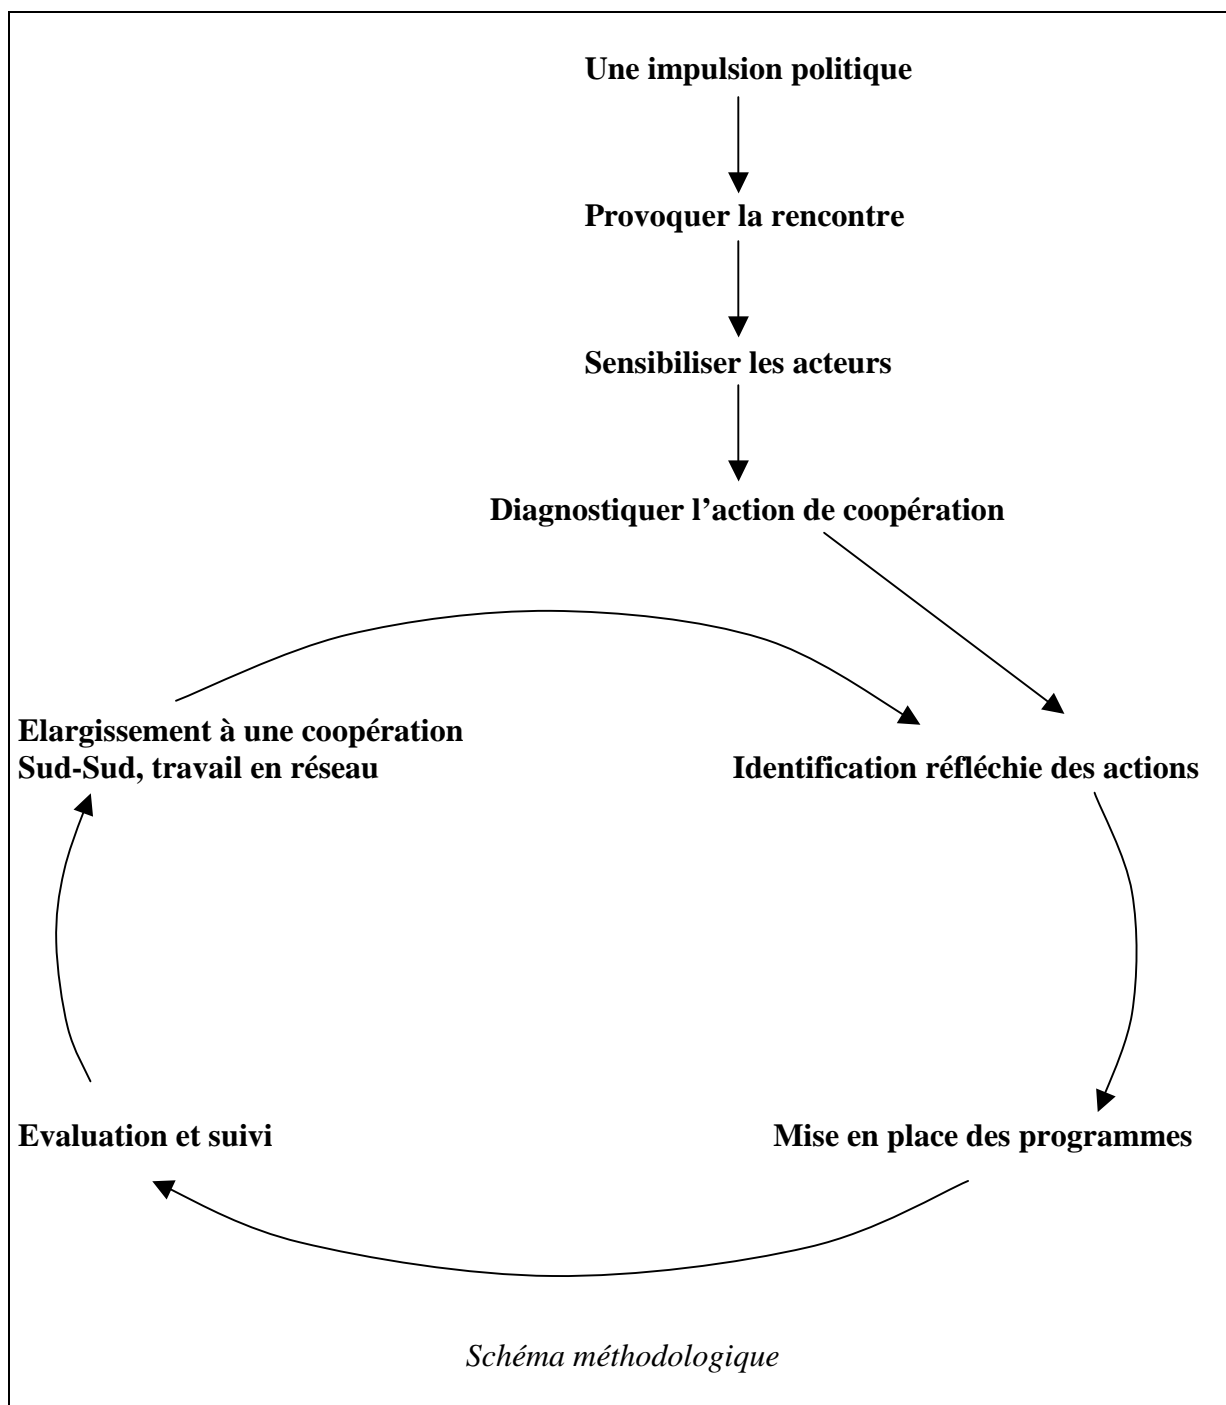 Une impulsion politique
Provoquer la rencontre
Sensibiliser les acteurs
Diagnostiquer l’action de coopération
Elargissement à une coopération
Sud-Sud, travail en réseau
Identification réfléchie des actions
Evaluation et suivi
Mise en place des programmes
Schéma méthodologique